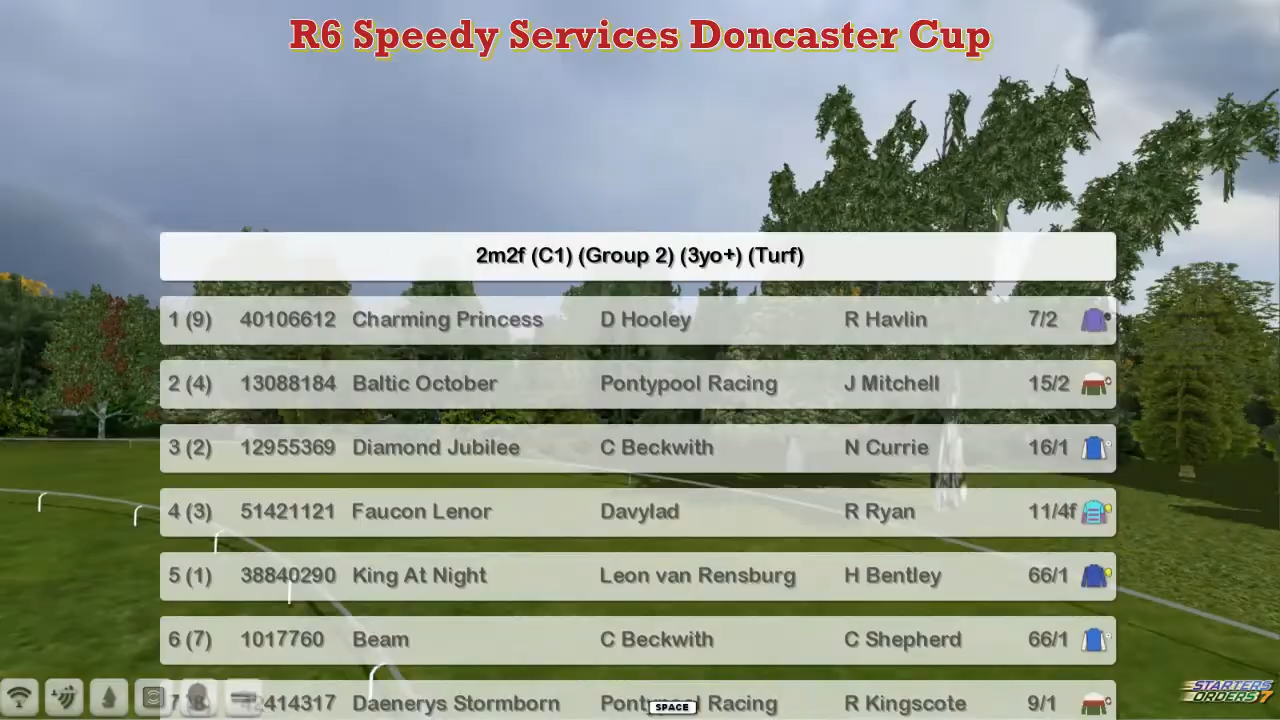 R6 Speedy Services Doncaster Cup
2m2f (C1) (Group 2) (3yo+) (Turf)
1 (9) 40106612 Charming Princess D Hooley R Havlin 7/2
2 (4) 13088184 Baltic October Pontypool Racing J Mitchell 15/2
3 (2) 12955369 Diamond Jubilee C Beckwith N Currie 16/1
4 (3) 51421121 Faucon Lenor Davylad R Ryan 11/4f
5 (1) 38840290 King At Night Leon van Rensburg H Bentley 66/1
6 (7) 1017760 Beam C Beckwith C Shepherd 66/1
7 Daenerys Stormborn Racing R Kingscote 9/1
SPACE
STARTERS
ORDERS 7